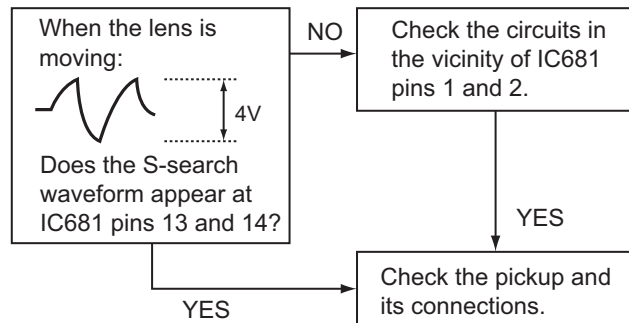 When the lens is
moving:
4V
Does the S-search
waveform appear at
IC681 pins 13 and 14?
NO
Check the circuits in
the vicinity of IC681
pins 1 and 2.
YES
YES
Check the pickup and
its connections.